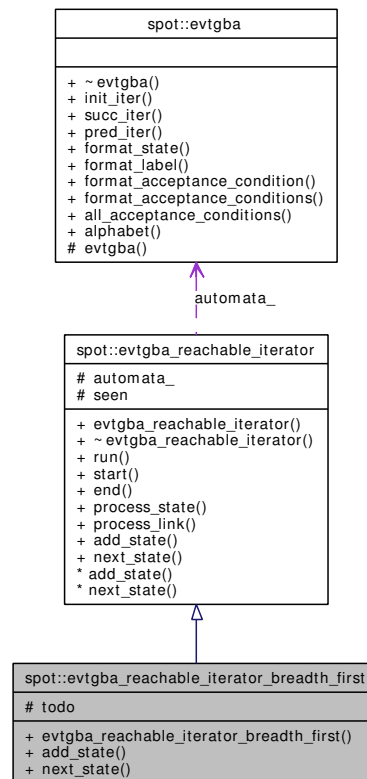 spot::evtgba
+ ~ evtgba()
+ init_iter()
+ succ_iter()
+ pred_iter()
+ format_state()
+ format_label()
+ format_acceptance_condition()
+ format_acceptance_conditions()
+ all_acceptance_conditions()
+ alphabet()
# evtgba()
automata_
spot::evtgba_reachable_iterator
# automata_
# seen
+ evtgba_reachable_iterator()
+ ~ evtgba_reachable_iterator()
+ run()
+ start()
+ end()
+ process_state()
+ process_link()
+ add_state()
+ next_state()
* add_state()
* next_state()
spot::evtgba_reachable_iterator_breadth_first
# todo
+ evtgba_reachable_iterator_breadth_first()
+ add_state()
+ next_state()